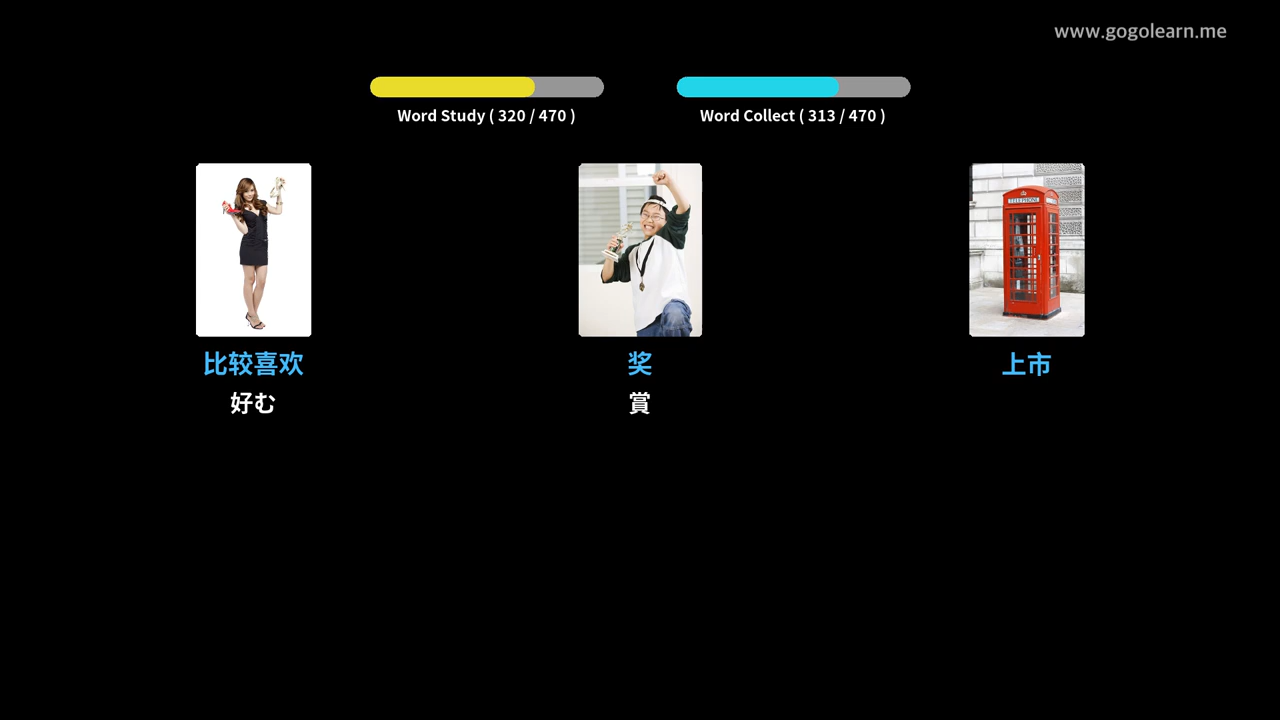 www.gogolearn.me
Word Study ( 320 / 470 )
Word Collect ( 313 / 470 )
TELEPHONE
比较喜欢
奖
上市
好む
賞